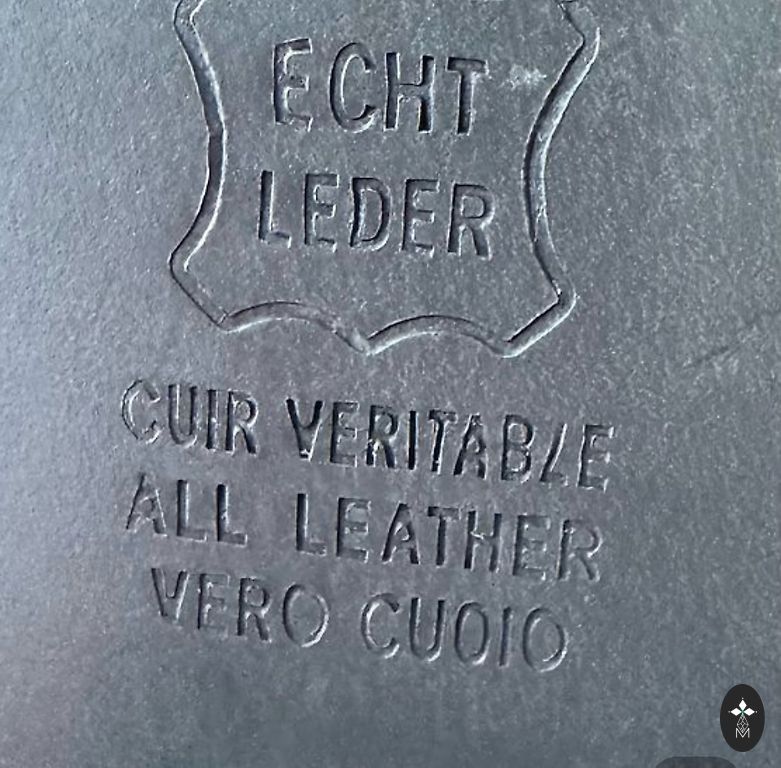 ECHT
LEDER
CUIR VERITABLE
ALL LEATHER
VERO CUOIO
M